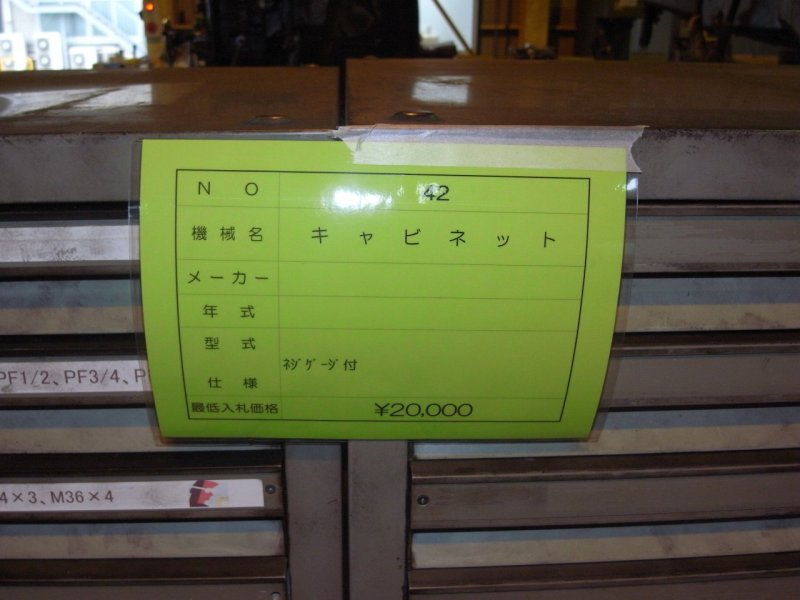 NO 42
機械名 キャビネット
メーカー
年式
型式
ﾈｼﾞｹﾞｰｼﾞ付
仕様
最低入札価格 ¥20,000
PF1/2、PF3/4、P
4×3、M36×4